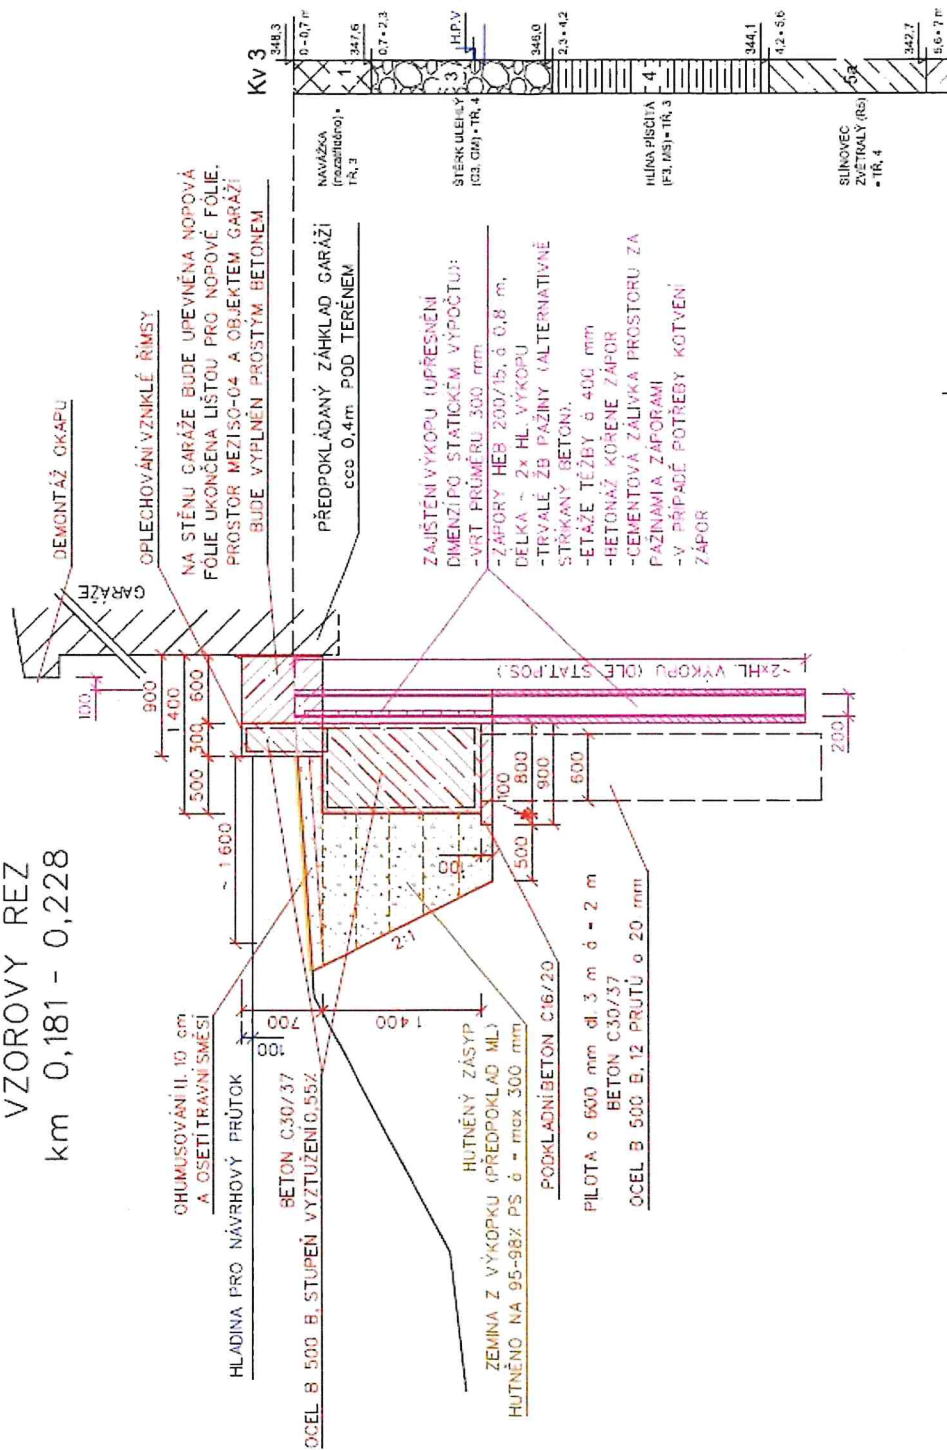 VZOROVY REZ
km 0,181 - 0,228
OHUMUSOVÁNÍ tl. 10 cm
A OSETÍ TRAVNÍ SMĚSÍ
HLADINA PRO NÁVRHOVÝ PRŮTOK
BETON C30/37
OCEL B 500 B, STUPEŇ VYZTUŽENÍ 0,55%
HUTNĚNÝ ZÁSYP
ZEMINA Z VÝKOPKU (PŘEDPOKLAD ML)
HUTNĚNO NA 95-98% PS á = max 300 mm
PODKLADNÍ BETON C16/20
PILOTA o 600 mm dl. 3 m á = 2 m
BETON C30/37
OCEL B 500 B, 12 PRUTŮ o 20 mm
100
700
1400
~ 1600
2:1
100
500
300
600
1400
900
100
100
500
800
900
600
200
~2xHL. VÝKOPU (DLE STAT.POS.)
GARÁŽE
DEMONTÁŽ OKAPU
OPLECHOVÁNÍ VZNIKLÉ ŘÍMSY
NA STĚNU GARÁŽE BUDE UPEVNĚNA NOPOVÁ
FÓLIE UKONČENA LIŠTOU PRO NOPOVÉ FÓLIE.
PROSTOR MEZI SO-04 A OBJEKTEM GARÁŽÍ
BUDE VYPLNĚN PROSTÝM BETONEM
PŘEDPOKLÁDANÝ ZÁHKLAD GARÁŽÍ
cca 0,4m POD TERÉNEM
ZAJIŠTĚNÍ VÝKOPU (UPŘESNĚNÍ
DIMENZÍ PO STATICKÉM VÝPOČTU):
-VRT PRŮMĚRU 300 mm
-ZÁPORY HEB 200/15, á 0,8 m,
DELKA ~ 2x HL. VÝKOPU
-TRVALÉ ŽB PAŽINY (ALTERNATIVNĚ
STŘÍKANÝ BETON).
-ETÁŽE TĚŽBY á 400 mm
-BETONÁŽ KOŘENE ZÁPOR
-CEMENTOVÁ ZÁLIVKA PROSTORU ZA
PAŽINAMI A ZÁPORAMI
-V PŘÍPADĚ POTŘEBY KOTVENÍ
ZÁPOR
Kv 3
348,3
0 - 0,7 m
347,6
0,7 - 2,3
H.P.V
346,0
2,3 - 4,2
344,1
4,2 - 5,6
342,7
5,6 - 7 m
1
3
4
5a
NAVÁŽKA
(nezatříděno) -
TŘ. 3
ŠTĚRK ULEHLÝ
(G3, GM) - TŘ. 4
HLÍNA PÍSČITÁ
(F3, MS) - TŘ. 3
SLÍNOVEC
ZVĚTRALÝ (R5)
- TŘ. 4